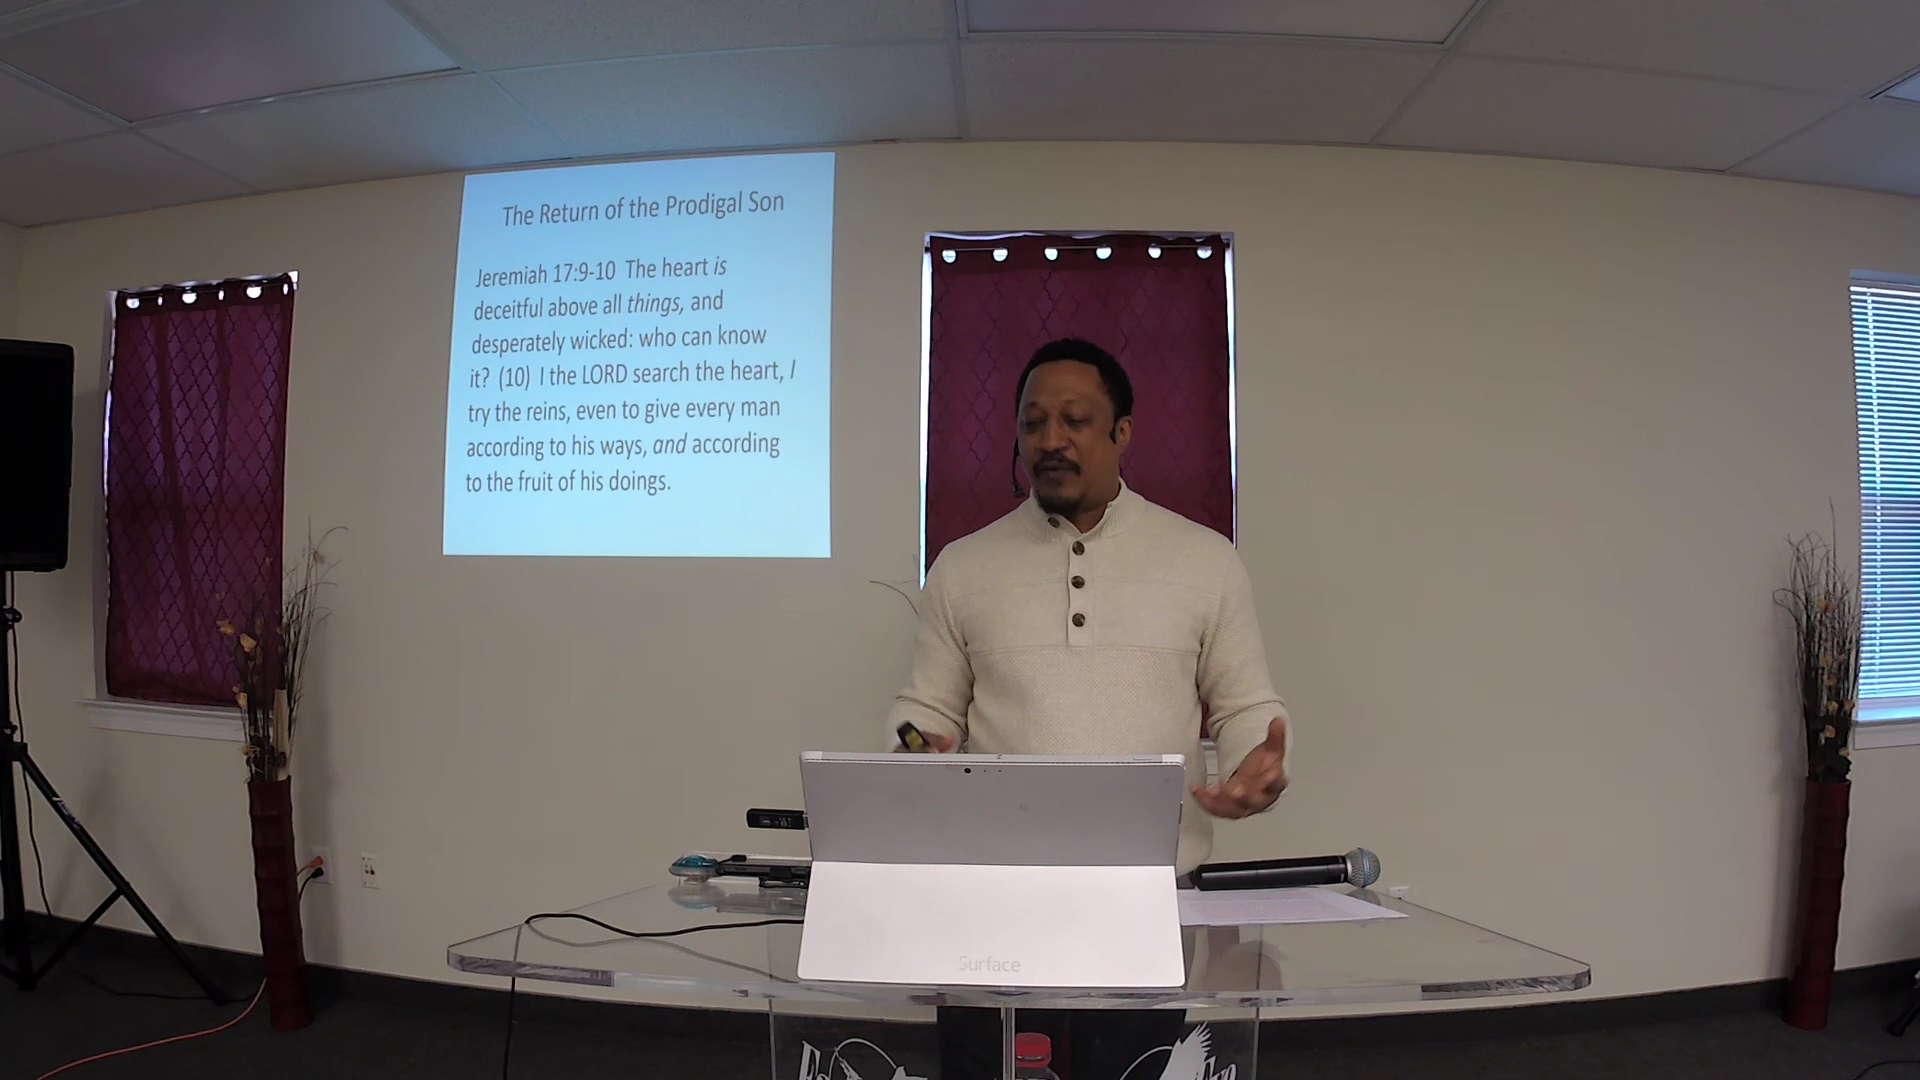 The Return of the Prodigal Son
Jeremiah 17:9-10  The heart is
deceitful above all things, and
desperately wicked: who can know
it?  (10)  I the LORD search the heart, I
try the reins, even to give every man
according to his ways, and according
to the fruit of his doings.
Surface